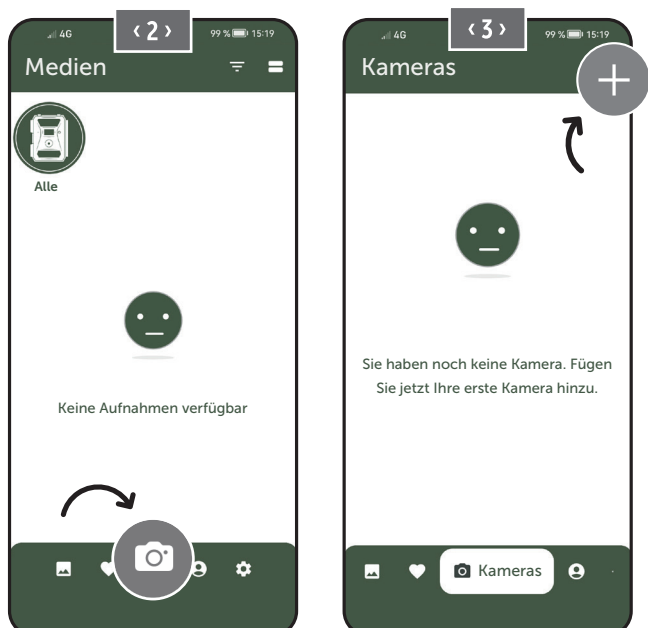 4G
‹ 2 ›
99 % 15:19
Medien
Alle
Keine Aufnahmen verfügbar
4G
‹ 3 ›
99 % 15:19
Kameras
Sie haben noch keine Kamera. Fügen
Sie jetzt Ihre erste Kamera hinzu.
Kameras